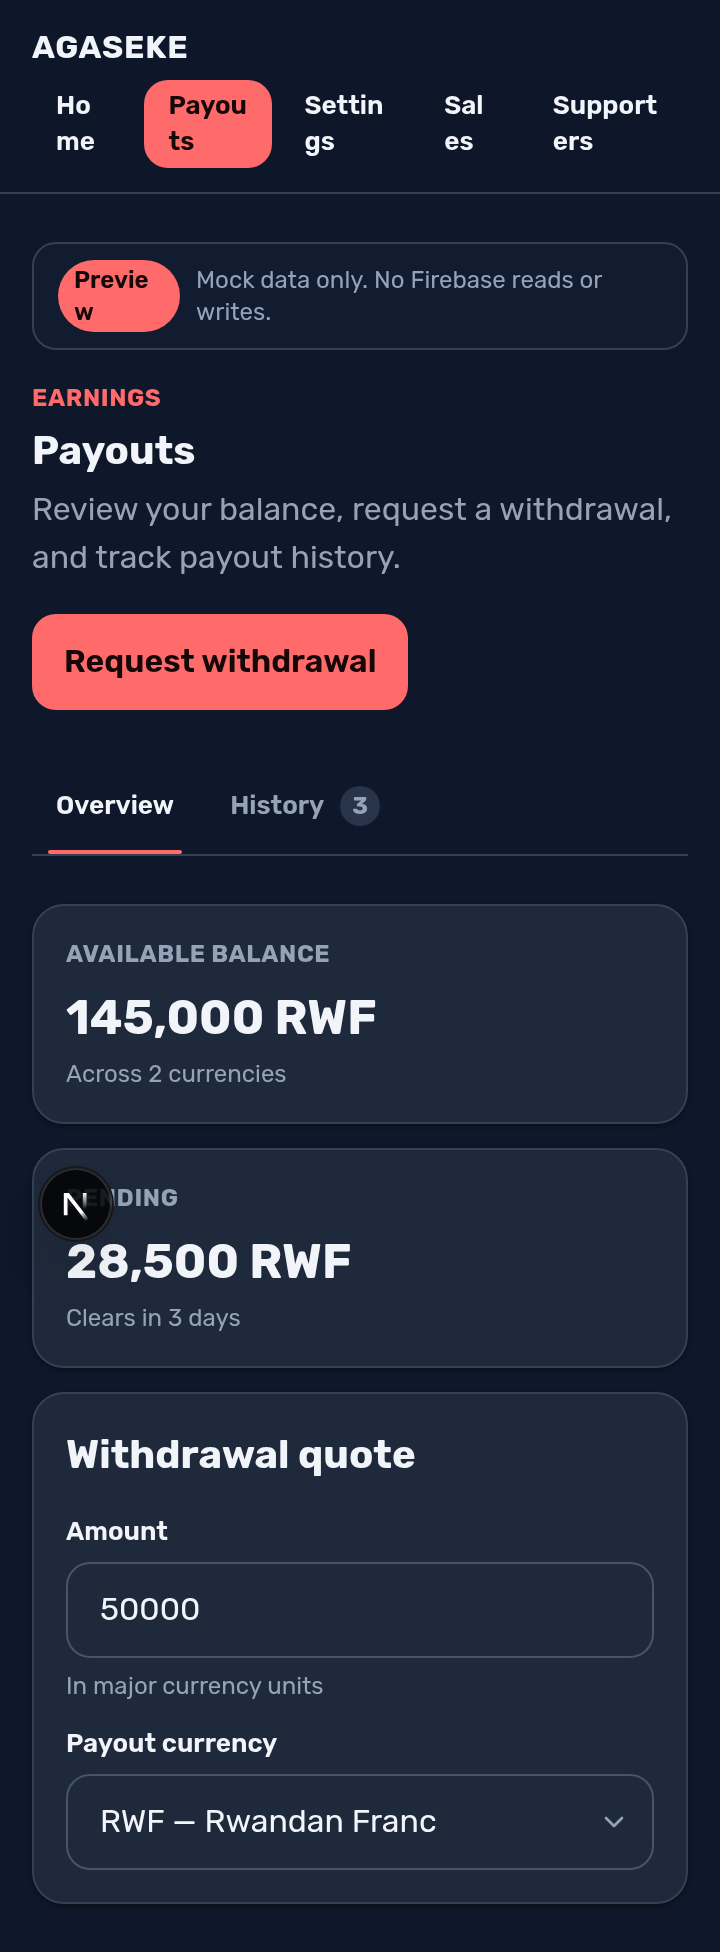 AGASEKE
Ho
me
Payou
ts
Settin
gs
Sal
es
Support
ers
Previe
w
Mock data only. No Firebase reads or
writes.
EARNINGS
Payouts
Review your balance, request a withdrawal,
and track payout history.
Request withdrawal
Overview
History 3
AVAILABLE BALANCE
145,000 RWF
Across 2 currencies
N
PENDING
28,500 RWF
Clears in 3 days
Withdrawal quote
Amount
50000
In major currency units
Payout currency
RWF — Rwandan Franc